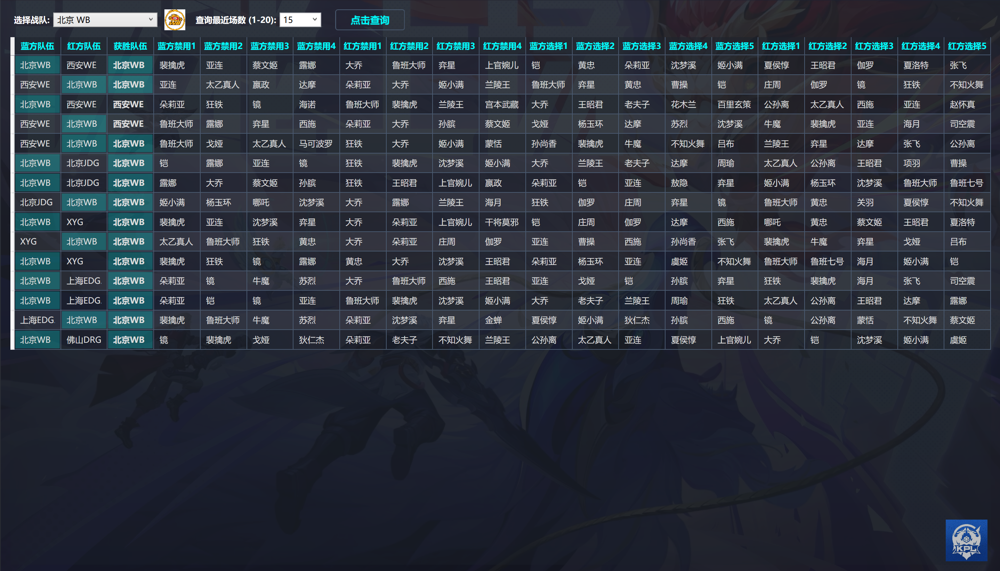 选择战队: 北京 WB 查询最近场数 (1-20): 15 点击查询
蓝方队伍 红方队伍 获胜队伍 蓝方禁用1 蓝方禁用2 蓝方禁用3 蓝方禁用4 红方禁用1 红方禁用2 红方禁用3 红方禁用4 蓝方选择1 蓝方选择2 蓝方选择3 蓝方选择4 蓝方选择5 红方选择1 红方选择2 红方选择3 红方选择4 红方选择5
北京WB 西安WE 北京WB 裴擒虎 亚连 蔡文姬 露娜 大乔 鲁班大师 弈星 上官婉儿 铠 黄忠 朵莉亚 沈梦溪 姬小满 夏侯惇 王昭君 伽罗 夏洛特 张飞
西安WE 北京WB 北京WB 亚连 太乙真人 嬴政 达摩 朵莉亚 大乔 姬小满 兰陵王 鲁班大师 弈星 黄忠 曹操 铠 庄周 伽罗 镜 狂铁 不知火舞
北京WB 西安WE 西安WE 朵莉亚 狂铁 镜 海诺 鲁班大师 裴擒虎 兰陵王 宫本武藏 大乔 王昭君 老夫子 花木兰 百里玄策 公孙离 太乙真人 西施 亚连 赵怀真
西安WE 北京WB 西安WE 鲁班大师 露娜 弈星 西施 朵莉亚 大乔 孙膑 蔡文姬 戈娅 杨玉环 达摩 苏烈 沈梦溪 牛魔 裴擒虎 亚连 海月 司空震
西安WE 北京WB 北京WB 鲁班大师 戈娅 太乙真人 马可波罗 狂铁 大乔 姬小满 蒙恬 孙尚香 裴擒虎 牛魔 不知火舞 吕布 兰陵王 弈星 达摩 张飞 公孙离
北京WB 北京JDG 北京WB 铠 露娜 亚连 镜 狂铁 裴擒虎 沈梦溪 姬小满 大乔 兰陵王 老夫子 达摩 周瑜 太乙真人 公孙离 王昭君 项羽 曹操
北京WB 北京JDG 北京WB 露娜 大乔 蔡文姬 孙膑 狂铁 王昭君 上官婉儿 嬴政 朵莉亚 铠 亚连 敖隐 弈星 姬小满 杨玉环 沈梦溪 鲁班大师 鲁班七号
北京JDG 北京WB 北京WB 姬小满 杨玉环 哪吒 沈梦溪 大乔 露娜 兰陵王 海月 狂铁 伽罗 庄周 弈星 镜 鲁班大师 黄忠 关羽 夏侯惇 不知火舞
北京WB XYG 北京WB 裴擒虎 亚连 沈梦溪 弈星 大乔 朵莉亚 上官婉儿 干将莫邪 铠 庄周 伽罗 达摩 西施 哪吒 黄忠 蔡文姬 王昭君 夏洛特
XYG 北京WB 北京WB 太乙真人 鲁班大师 狂铁 黄忠 大乔 朵莉亚 庄周 伽罗 亚连 曹操 西施 孙尚香 张飞 裴擒虎 牛魔 弈星 戈娅 吕布
北京WB XYG 北京WB 裴擒虎 狂铁 镜 露娜 黄忠 大乔 沈梦溪 王昭君 朵莉亚 杨玉环 亚连 虞姬 不知火舞 鲁班大师 鲁班七号 海月 姬小满 铠
北京WB 上海EDG. 北京WB 朵莉亚 镜 牛魔 苏烈 大乔 鲁班大师 西施 王昭君 亚连 戈娅 铠 孙膑 弈星 狂铁 裴擒虎 海月 张飞 司空震
北京WB 上海EDG. 北京WB 朵莉亚 铠 镜 亚连 鲁班大师 裴擒虎 沈梦溪 姬小满 大乔 老夫子 兰陵王 周瑜 狂铁 太乙真人 公孙离 王昭君 达摩 露娜
上海EDG. 北京WB 北京WB 裴擒虎 鲁班大师 牛魔 苏烈 朵莉亚 沈梦溪 弈星 金蝉 夏侯惇 姬小满 狄仁杰 孙膑 西施 镜 公孙离 蒙恬 不知火舞 蔡文姬
北京WB 佛山DRG 北京WB 镜 裴擒虎 戈娅 狄仁杰 朵莉亚 老夫子 不知火舞 兰陵王 公孙离 太乙真人 亚连 夏侯惇 上官婉儿 大乔 铠 沈梦溪 姬小满 虞姬
KPL